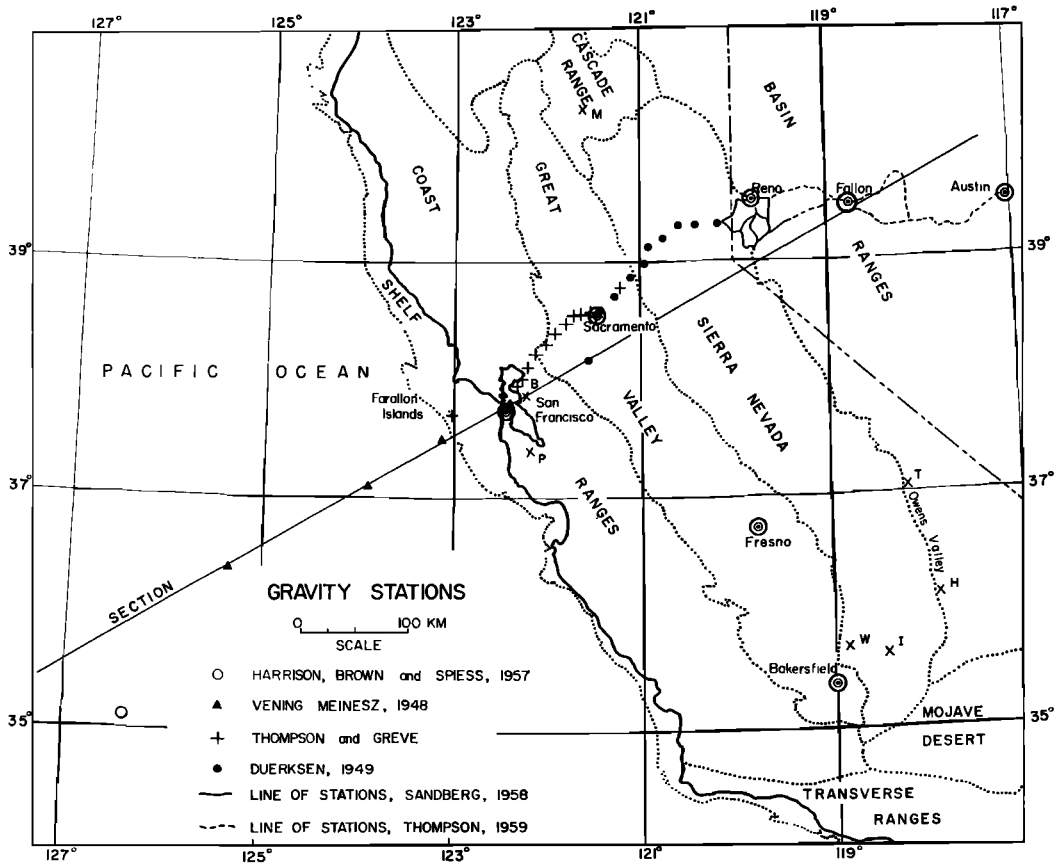 127° 125° 123° 121° 119° 117°
CASCADE
RANGE
M
BASIN
COAST
GREAT
Reno
Fallon
Austin
39° 39°
RANGES
SHELF
Sacramento
SIERRA
PACIFIC OCEAN
Farallon
Islands
B
San
Francisco
NEVADA
VALLEY
P
37° 37°
T
RANGES
Owens Valley
Fresno
H
SECTION
GRAVITY STATIONS
0 100 KM
SCALE
W
I
Bakersfield
○ HARRISON, BROWN and SPIESS, 1957
35° 35°
▲ VENING MEINESZ, 1948
MOJAVE
DESERT
+ THOMPSON and GREVE
● DUERKSEN, 1949
LINE OF STATIONS, SANDBERG, 1958
TRANSVERSE
RANGES
LINE OF STATIONS, THOMPSON, 1959
127° 125° 123° 121° 119°